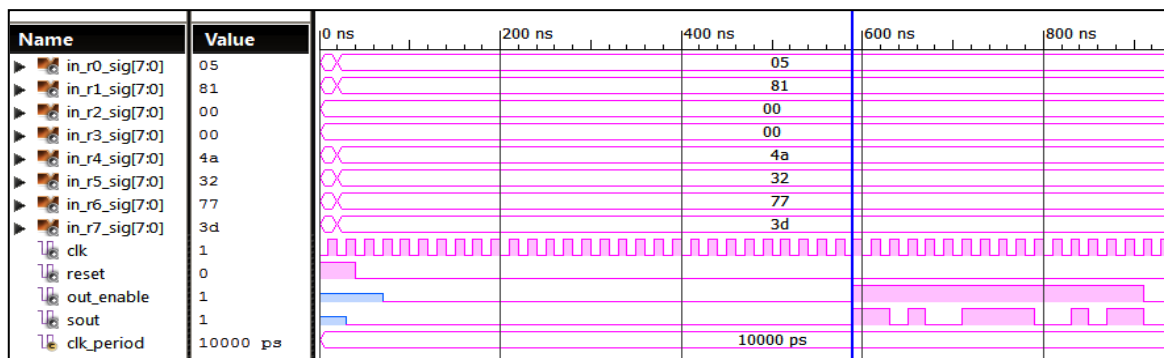 Name Value 0 ns 200 ns 400 ns 600 ns 800 ns
in_r0_sig[7:0] 05 05
in_r1_sig[7:0] 81 81
in_r2_sig[7:0] 00 00
in_r3_sig[7:0] 00 00
in_r4_sig[7:0] 4a 4a
in_r5_sig[7:0] 32 32
in_r6_sig[7:0] 77 77
in_r7_sig[7:0] 3d 3d
clk 1
reset 0
out_enable 1
sout 1
clk_period 10000 ps 10000 ps